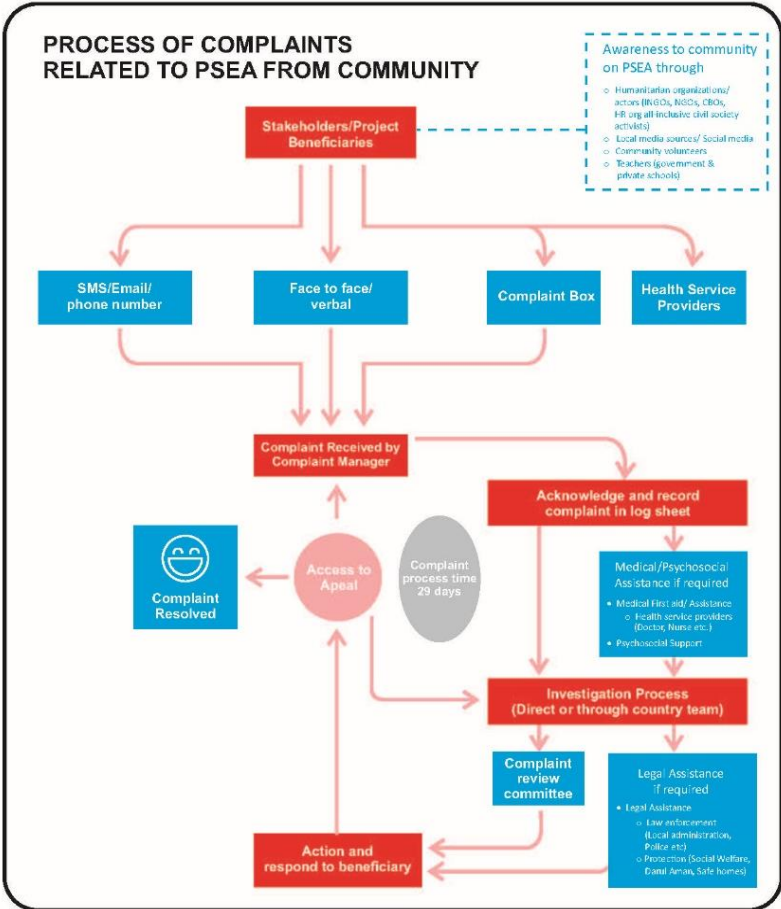 PROCESS OF COMPLAINTS
RELATED TO PSEA FROM COMMUNITY
Awareness to community
on PSEA through
Humanitarian organizations/
actors (INGOs, NGOs, CBOs,
HR org all-inclusive civil society
activists)
Local media sources/ Social media
Community volunteers
Teachers (government &
private schools)
Stakeholders/Project
Beneficiaries
SMS/Email/
phone number
Face to face/
verbal
Complaint Box
Health Service
Providers
Complaint Received by
Complaint Manager
Acknowledge and record
complaint in log sheet
Complaint
Resolved
Access to
Apeal
Complaint
process time
29 days
Medical/Psychosocial
Assistance if required
• Medical First aid/ Assistance
Health service providers
(Doctor, Nurse etc.)
• Psychosocial Support
Investigation Process
(Direct or through country team)
Complaint
review
committee
Legal Assistance
if required
• Legal Assistance
Law enforcement
(Local administration,
Police etc)
Protection (Social Welfare,
Darul Aman, Safe homes)
Action and
respond to beneficiary